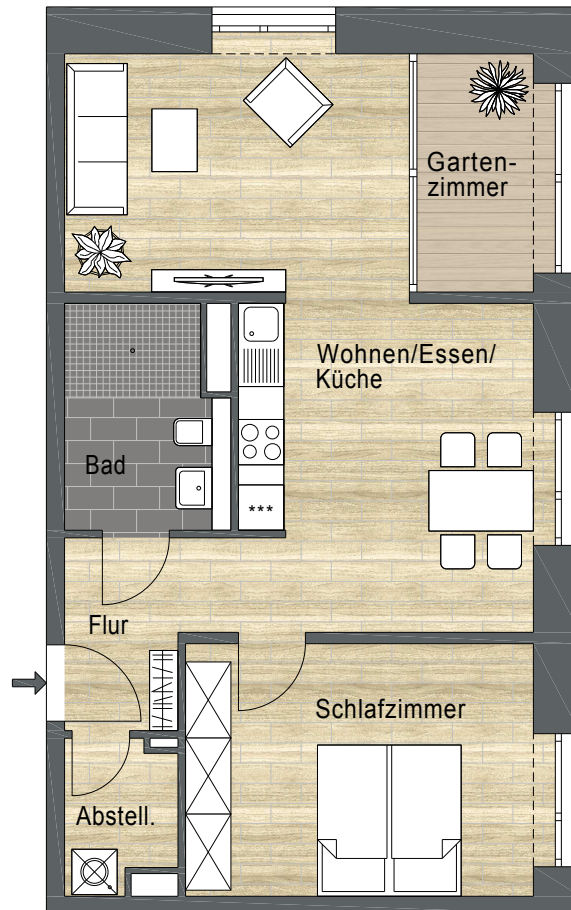 Garten-
zimmer
Wohnen/Essen/
Küche
Bad
***
Flur
Schlafzimmer
Abstell.